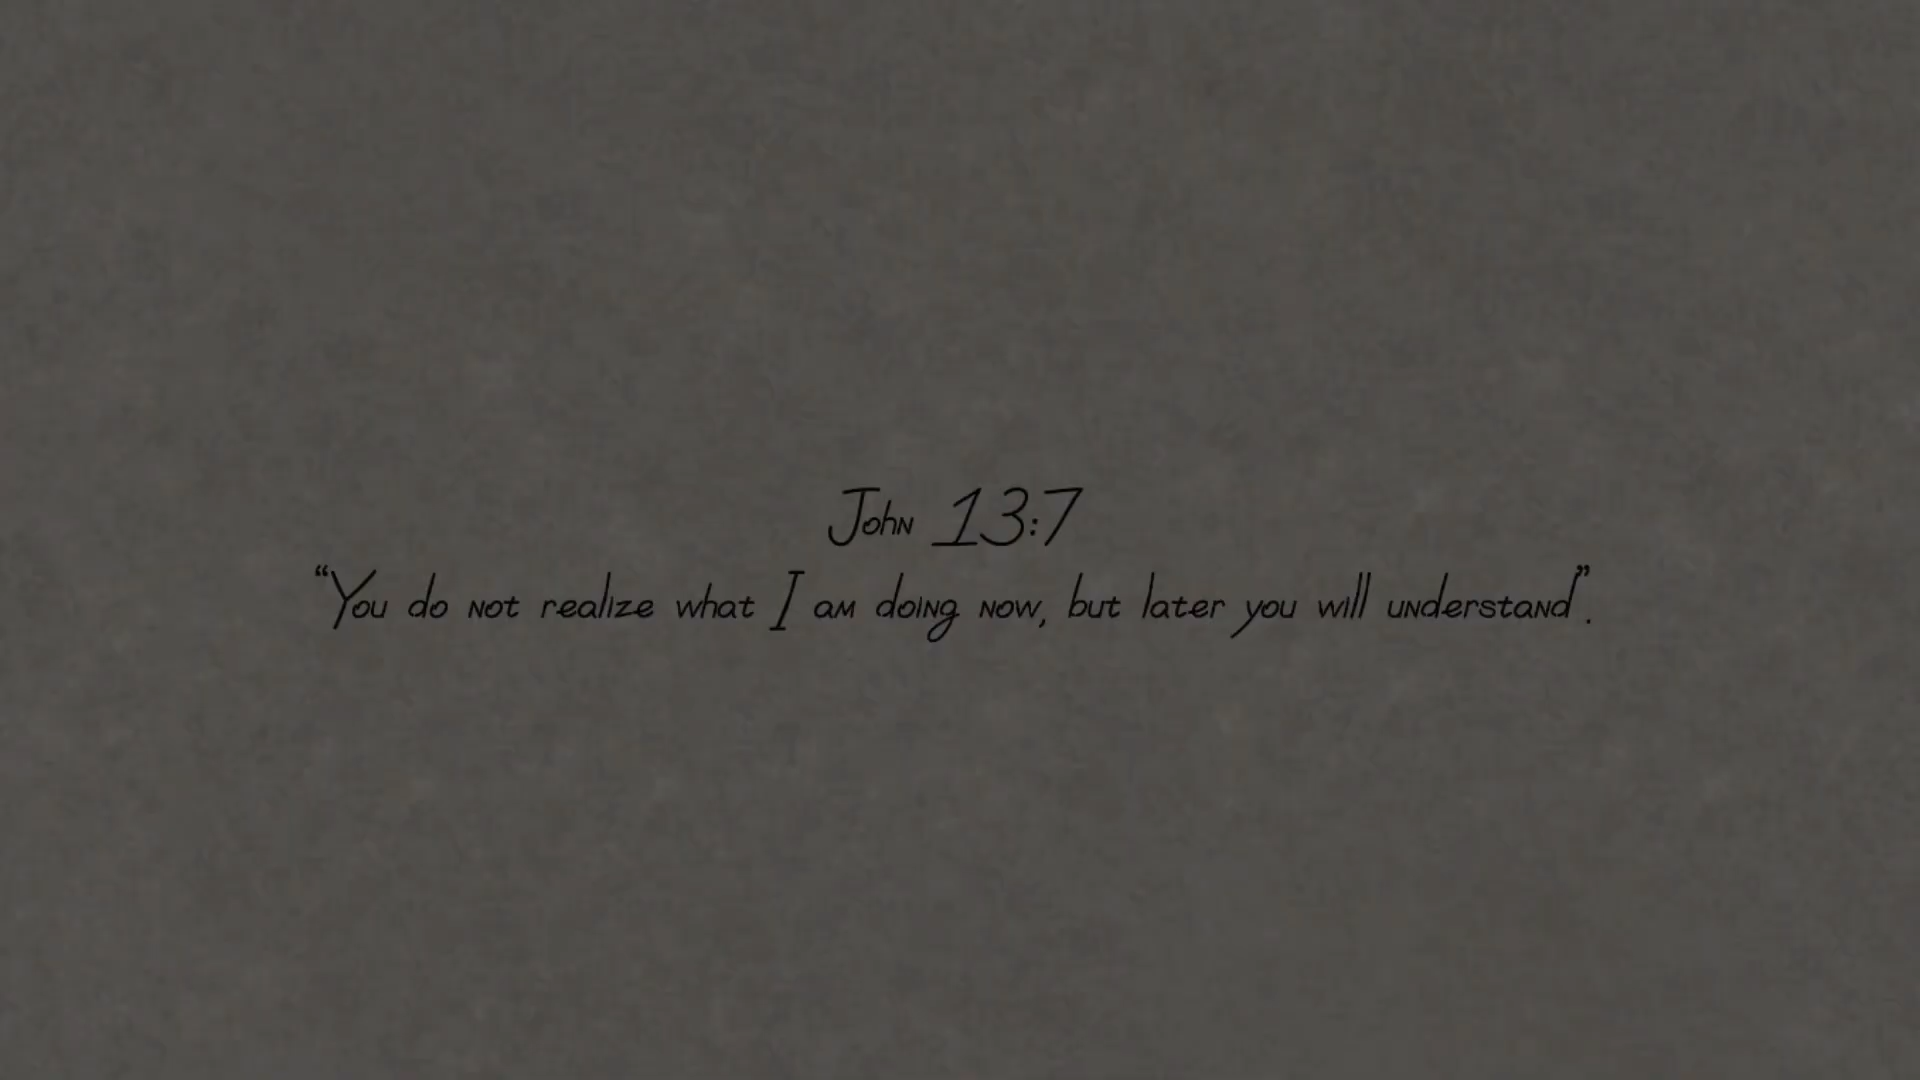 John 13:7
“You do not realize what I am doing now, but later you will understand”.